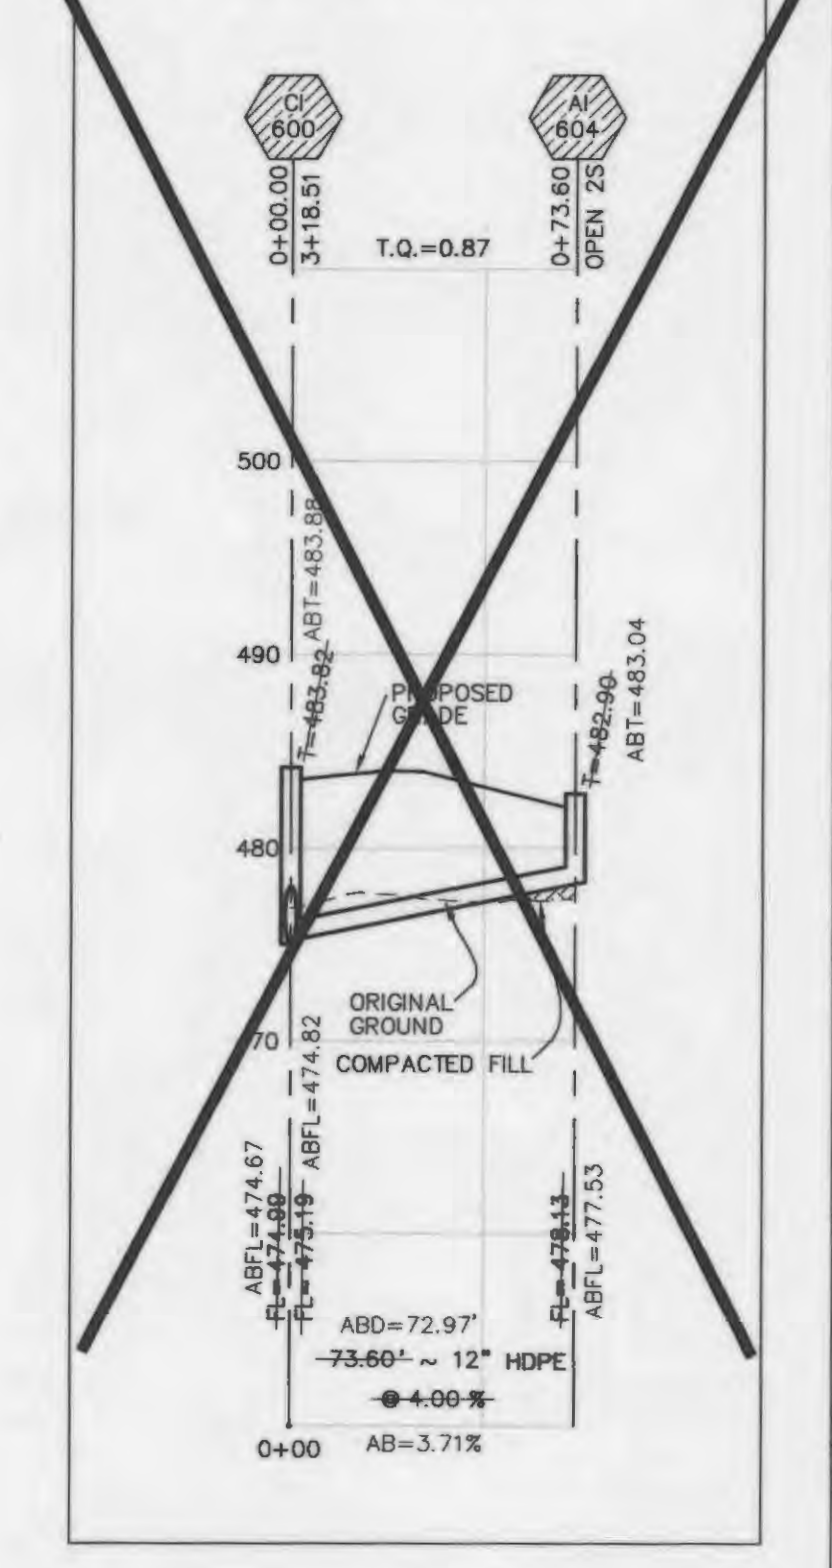 CI
600
AI
604
0+00.00
3+18.51
T.Q.=0.87
0+73.60
OPEN 2S
500
ABT=483.88
490
T=483.82
PROPOSED
GRADE
T=482.90
ABT=483.04
480
ORIGINAL
GROUND
70
COMPACTED FILL
ABFL=474.67
FL=474.99
FL=475.19
ABFL=474.82
FL=478.13
ABFL=477.53
ABD=72.97'
73.60' ~ 12" HDPE
@ 4.00 %
0+00
AB=3.71%